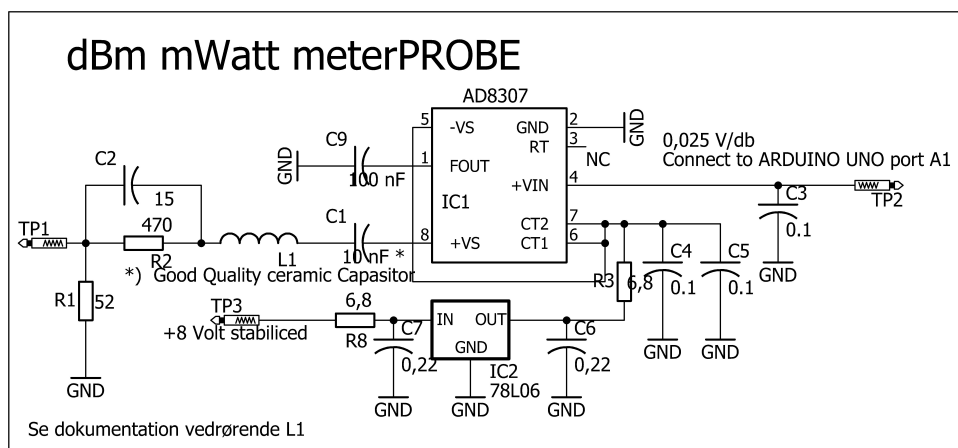 dBm mWatt meterPROBE
AD8307
5
-VS
GND
2
GND
C9
RT
3
NC
0,025 V/db
Connect to ARDUINO UNO port A1
GND
1
FOUT
100 nF
+VIN
4
C2
15
IC1
C3
TP2
0.1
TP1
470
C1
CT2
7
R2
L1
10 nF *
8
+VS
CT1
6
C4
C5
GND
*) Good Quality ceramic Capasitor
R1
52
R3
6,8
0.1
0.1
TP3
6,8
C7
IN
OUT
C6
+8 Volt stabiliced
R8
GND
0,22
IC2
0,22
GND
GND
GND
GND
GND
78L06
GND
GND
Se dokumentation vedrørende L1